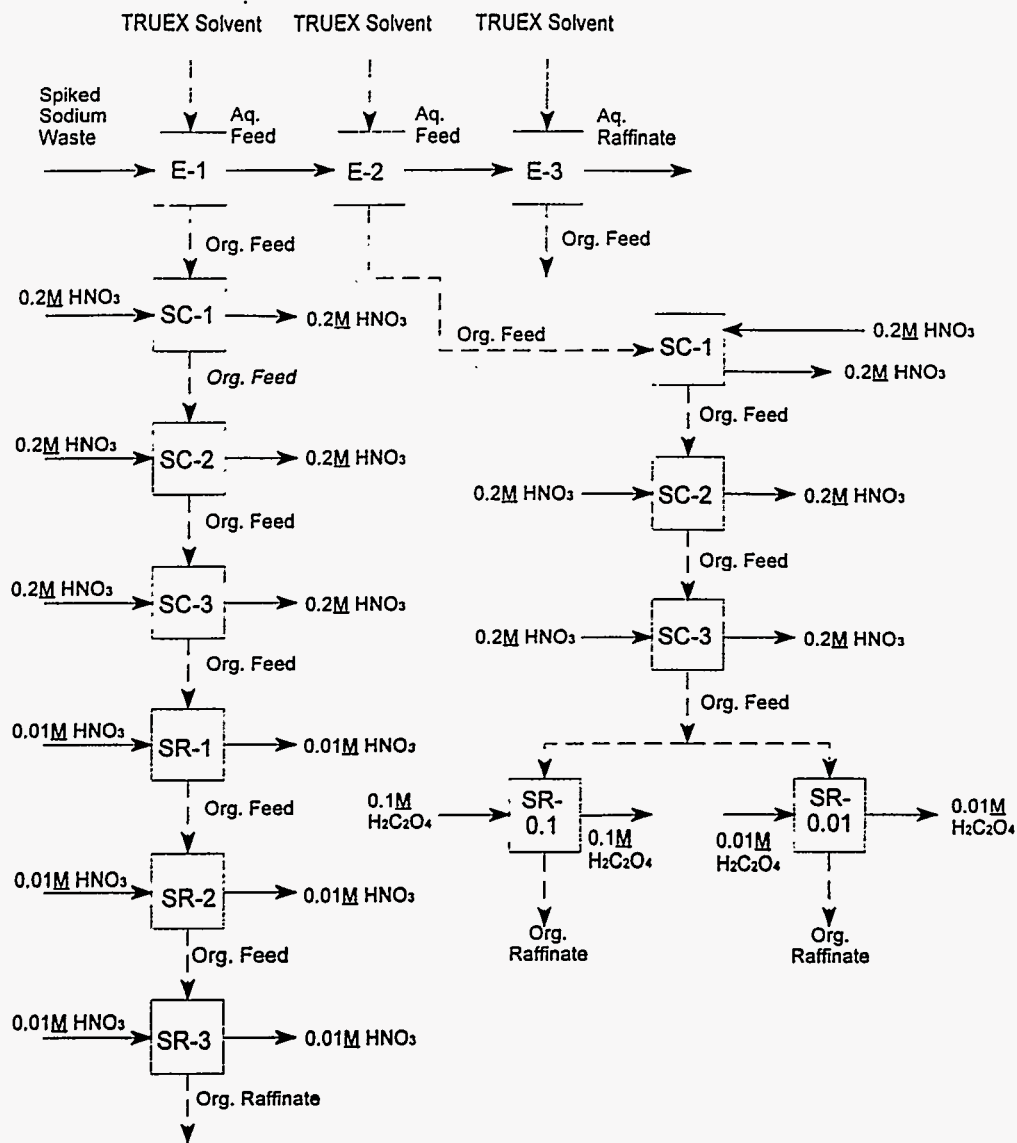 TRUEX Solvent
TRUEX Solvent
TRUEX Solvent
Spiked
Sodium
Waste
Aq.
Feed
Aq.
Feed
Aq.
Raffinate
E-1
E-2
E-3
Org. Feed
Org. Feed
0.2M HNO₃
SC-1
0.2M HNO₃
Org. Feed
SC-1
0.2M HNO₃
0.2M HNO₃
Org. Feed
Org. Feed
0.2M HNO₃
SC-2
0.2M HNO₃
0.2M HNO₃
SC-2
0.2M HNO₃
Org. Feed
Org. Feed
0.2M HNO₃
SC-3
0.2M HNO₃
0.2M HNO₃
SC-3
0.2M HNO₃
Org. Feed
Org. Feed
0.01M HNO₃
SR-1
0.01M HNO₃
Org. Feed
0.1M
H₂C₂O₄
SR-
0.1
0.1M
H₂C₂O₄
0.01M
H₂C₂O₄
SR-
0.01
0.01M
H₂C₂O₄
0.01M HNO₃
SR-2
0.01M HNO₃
Org. Feed
Org.
Raffinate
Org.
Raffinate
0.01M HNO₃
SR-3
0.01M HNO₃
Org. Raffinate